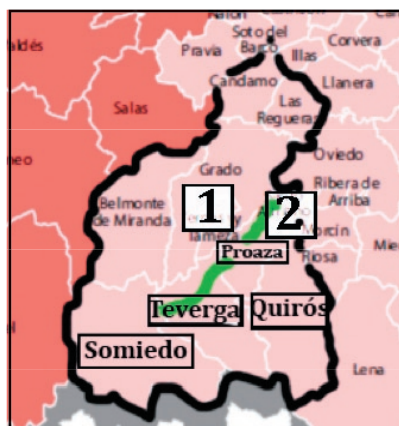 Soto del
Barco
Corvera
Pravia
Illas
Candamo
Llanera
Salas
Las
Regueras
Oviedo
Grado
Belmonte
de Miranda
Ribera de
Arriba
1
2
Proaza
Riosa
Teverga
Quirós
Somiedo
Lena